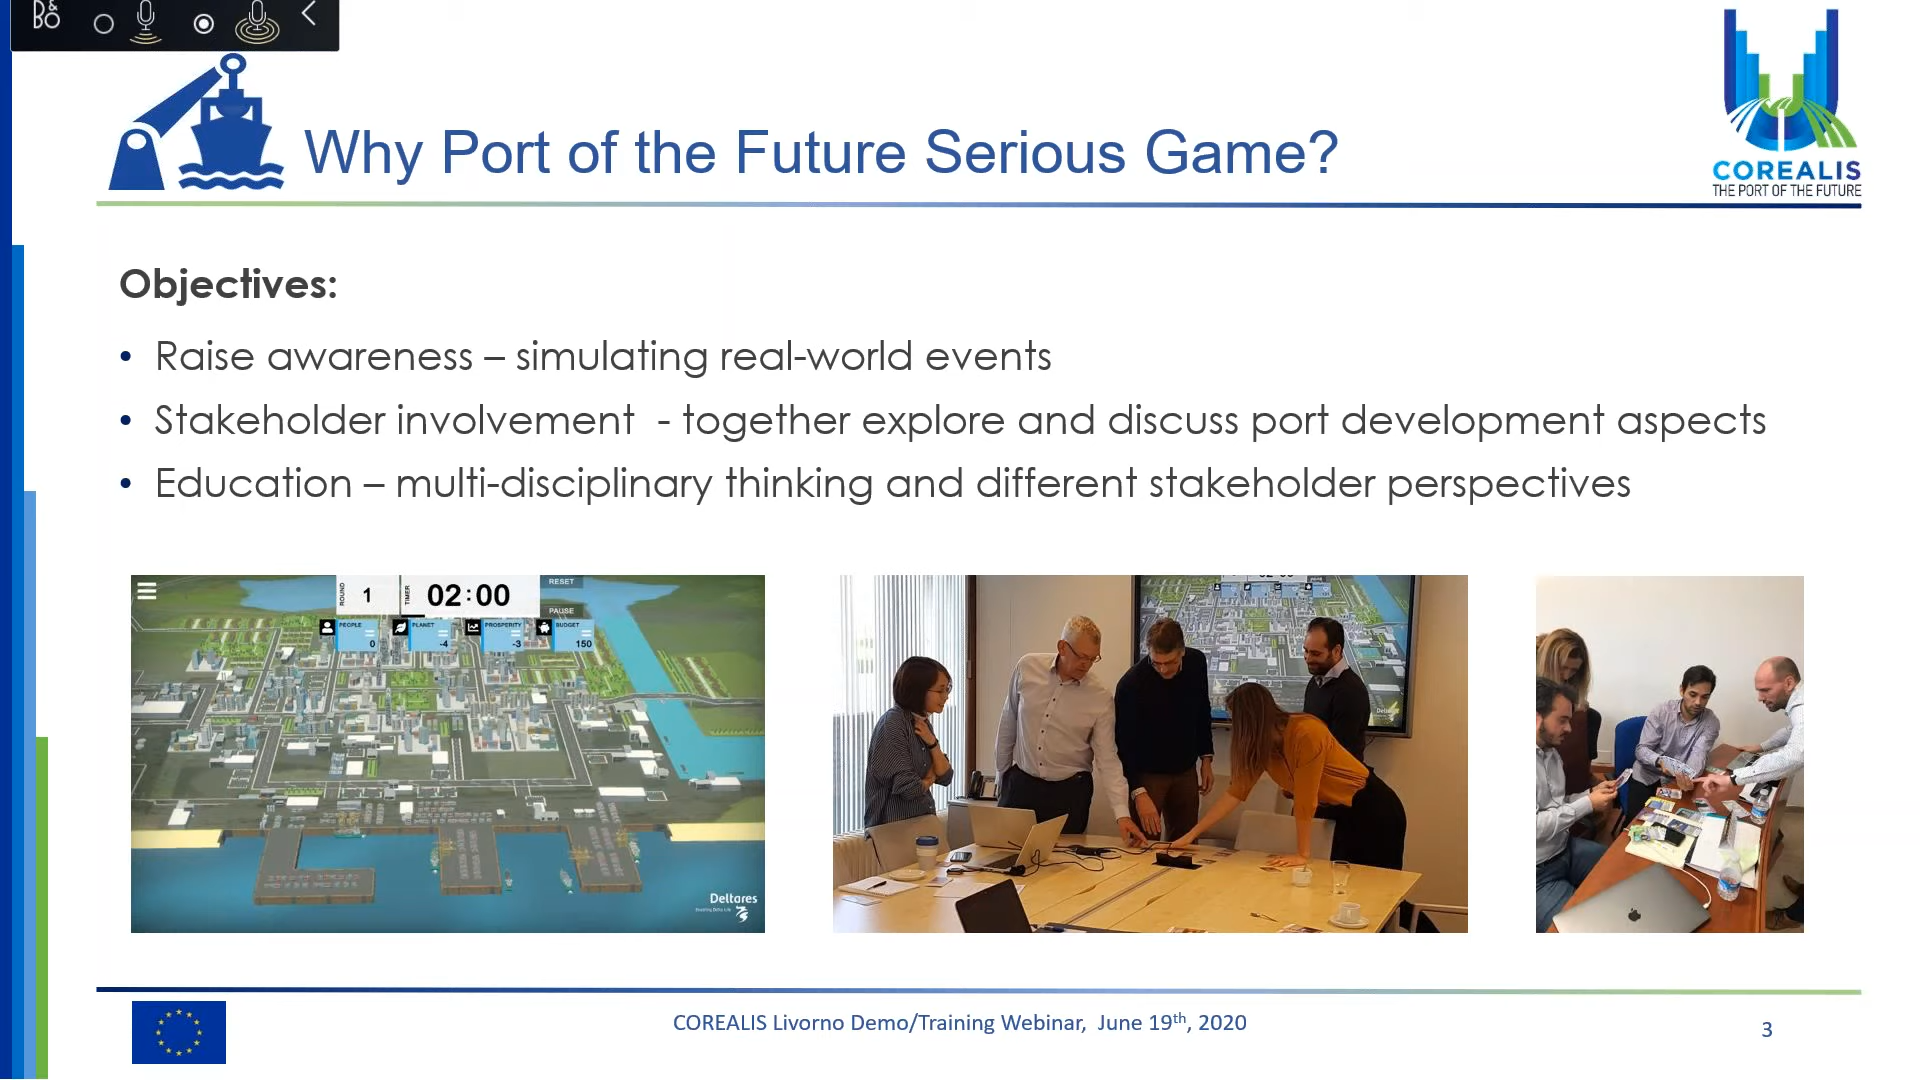 B&O
Why Port of the Future Serious Game?
COREALIS
THE PORT OF THE FUTURE
Objectives:
• Raise awareness – simulating real-world events
• Stakeholder involvement - together explore and discuss port development aspects
• Education – multi-disciplinary thinking and different stakeholder perspectives
ROUND 1 TIMER 02:00 RESET
PAUSE
PEOPLE 0 PLANET -4 PROSPERITY -3 BUDGET 150
Deltares
Deltares
COREALIS Livorno Demo/Training Webinar, June 19th, 2020
3